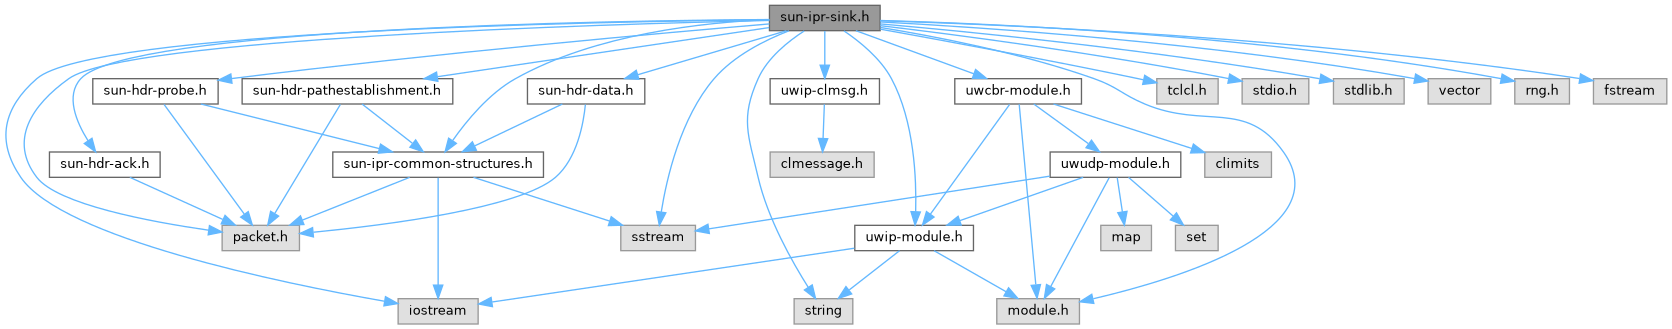 sun-ipr-sink.h
sun-hdr-probe.h
sun-hdr-pathestablishment.h
sun-hdr-data.h
uwip-clmsg.h
uwcbr-module.h
tclcl.h
stdio.h
stdlib.h
vector
rng.h
fstream
sun-hdr-ack.h
sun-ipr-common-structures.h
clmessage.h
uwudp-module.h
climits
packet.h
sstream
uwip-module.h
map
set
iostream
string
module.h